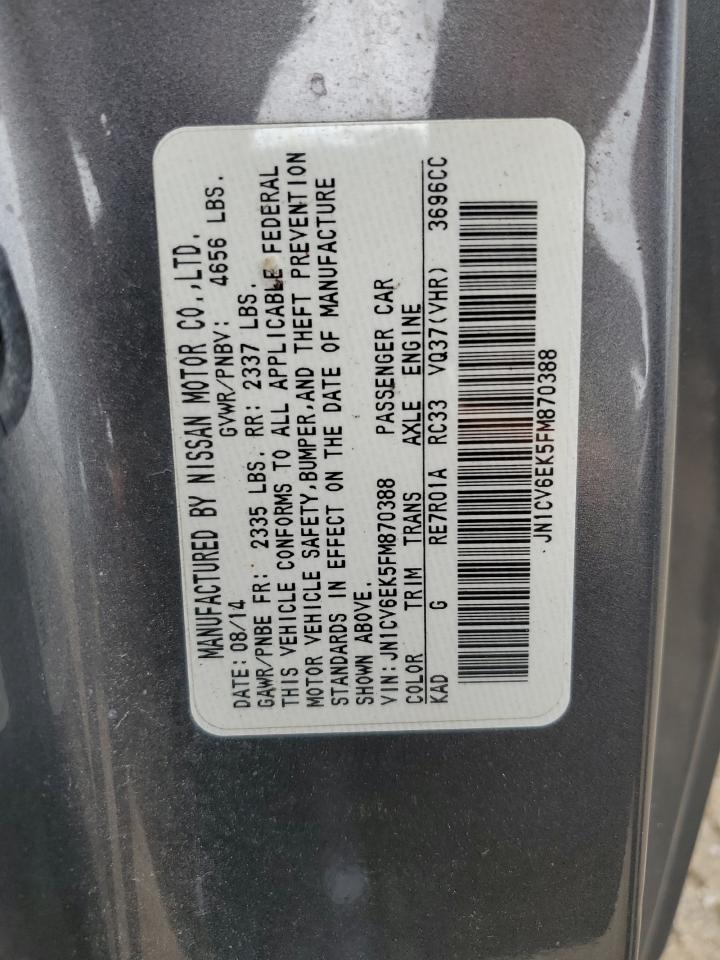 MANUFACTURED BY NISSAN MOTOR CO.,LTD.
DATE: 08/14 GVWR/PNBV: 4656 LBS.
GAWR/PNBE FR: 2335 LBS. RR: 2337 LBS.
THIS VEHICLE CONFORMS TO ALL APPLICABLE FEDERAL
MOTOR VEHICLE SAFETY,BUMPER,AND THEFT PREVENTION
STANDARDS IN EFFECT ON THE DATE OF MANUFACTURE
SHOWN ABOVE.
VIN: JN1CV6EK5FM870388 PASSENGER CAR
COLOR TRIM TRANS AXLE ENGINE
KAD G RE7R01A RC33 VQ37(VHR) 3696CC
JN1CV6EK5FM870388